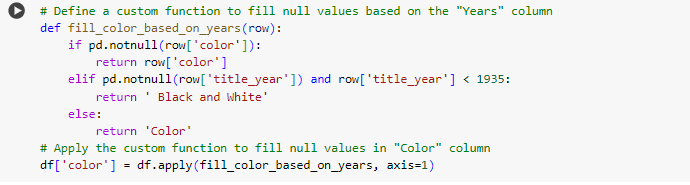 # Define a custom function to fill null values based on the "Years" column
def fill_color_based_on_years(row):
    if pd.notnull(row['color']):
        return row['color']
    elif pd.notnull(row['title_year']) and row['title_year'] < 1935:
        return ' Black and White'
    else:
        return 'Color'
# Apply the custom function to fill null values in "Color" column
df['color'] = df.apply(fill_color_based_on_years, axis=1)